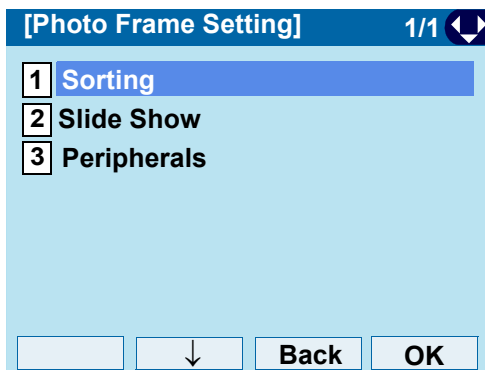 [Photo Frame Setting] 1/1
1 Sorting
2 Slide Show
3 Peripherals
↓ Back OK